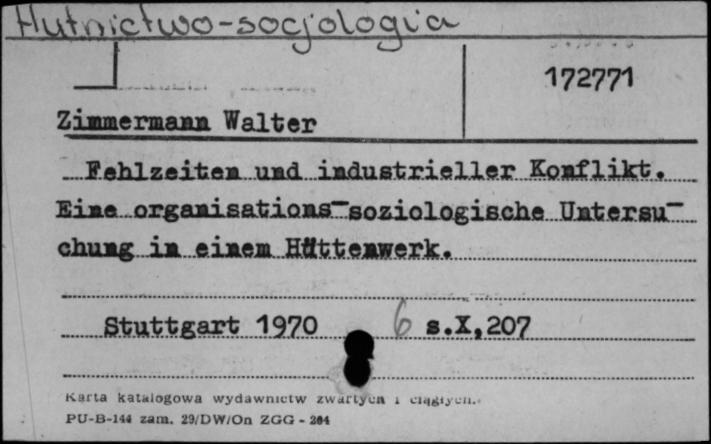 Hutnictwo-socjologia
172771
Zimmermann Walter
Fehlzeiten und industrieller Konflikt.
Eine organisations-soziologische Untersu-
chung in einem Hüttenwerk.
Stuttgart 1970 6 s.X,207
Karta katalogowa wydawnictw zwartych i ciągłych.
PU-B-144 zam. 29/DW/On ZGG - 264